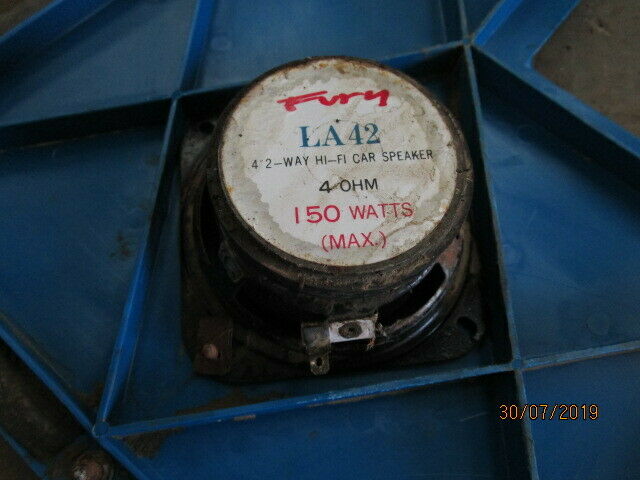 Fury
LA42
4" 2-WAY HI-FI CAR SPEAKER
4 OHM
150 WATTS
(MAX.)
30/07/2019